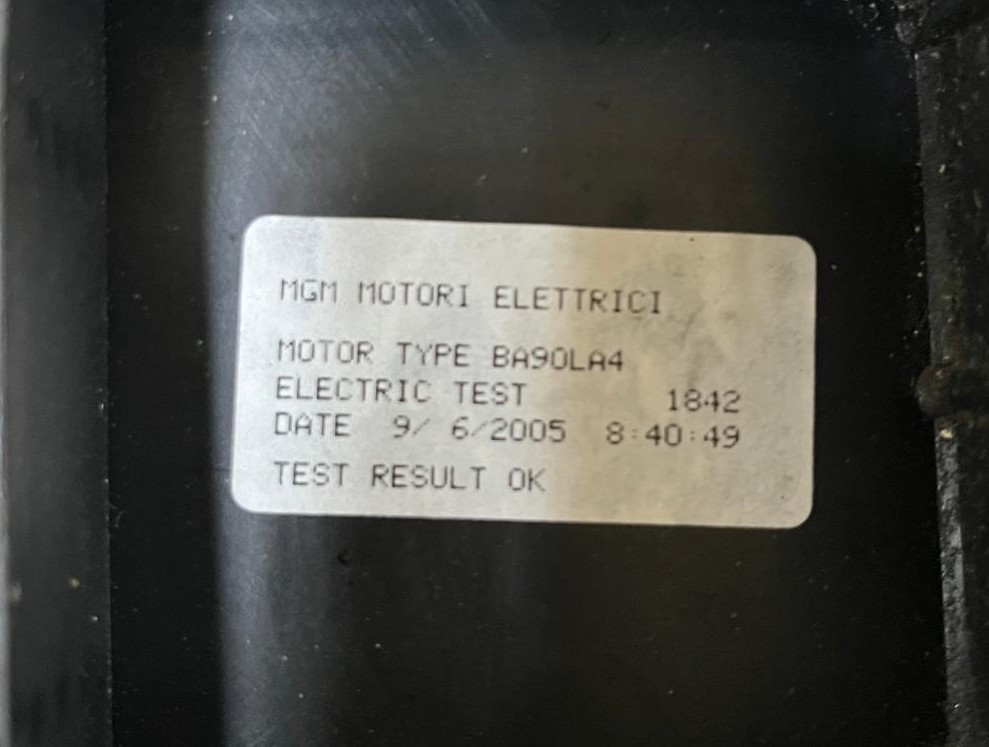 MGM MOTORI ELETTRICI
MOTOR TYPE BA90LA4
ELECTRIC TEST 1842
DATE 9/ 6/2005 8:40:49
TEST RESULT OK